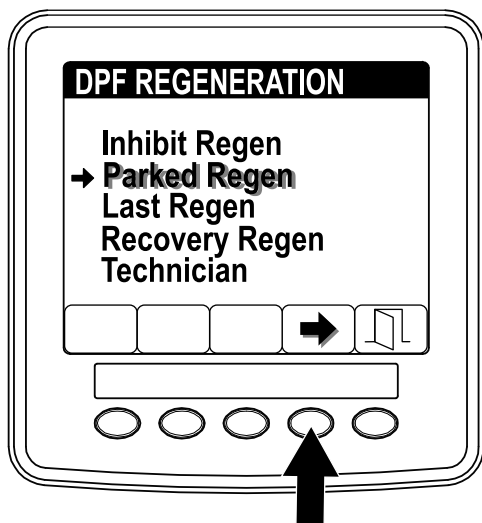 DPF REGENERATION
Inhibit Regen
Parked Regen
Last Regen
Recovery Regen
Technician